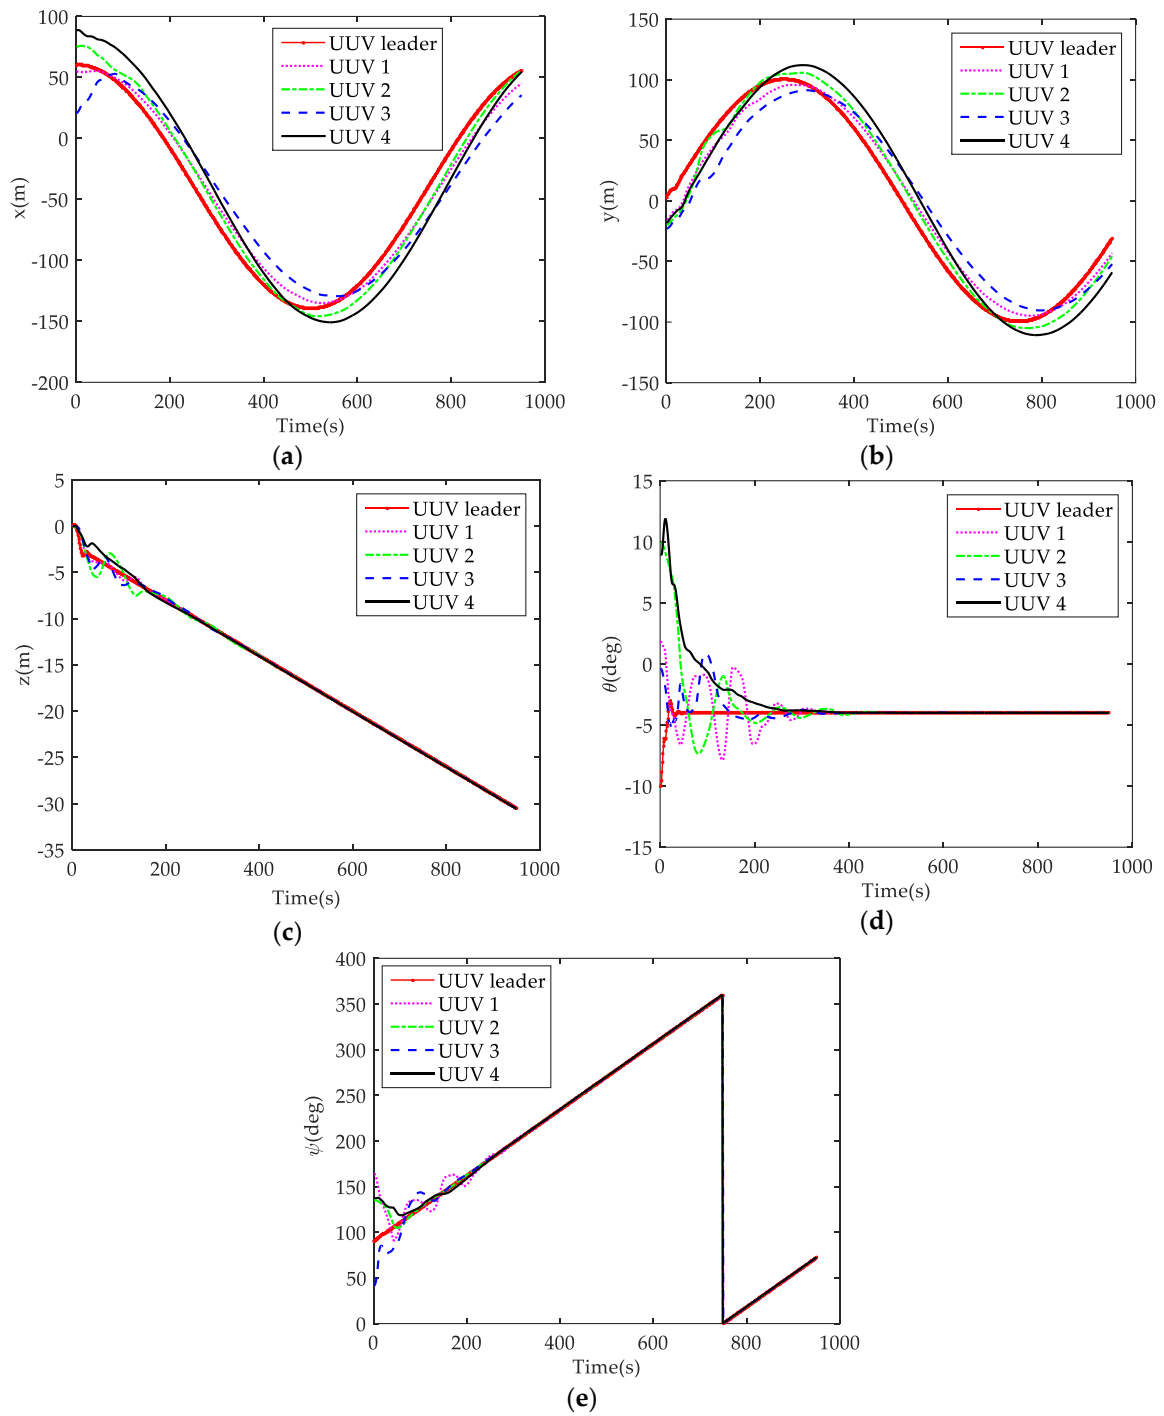 100
50
0
-50
-100
-150
-200
x(m)
0
200
400
600
800
1000
Time(s)
UUV leader
UUV 1
UUV 2
UUV 3
UUV 4
(a)
150
100
50
0
-50
-100
-150
y(m)
0
200
400
600
800
1000
Time(s)
UUV leader
UUV 1
UUV 2
UUV 3
UUV 4
(b)
5
0
-5
-10
-15
-20
-25
-30
-35
z(m)
0
200
400
600
800
1000
Time(s)
UUV leader
UUV 1
UUV 2
UUV 3
UUV 4
(c)
15
10
5
0
-5
-10
-15
θ(deg)
0
200
400
600
800
1000
Time(s)
UUV leader
UUV 1
UUV 2
UUV 3
UUV 4
(d)
400
350
300
250
200
150
100
50
0
ψ(deg)
0
200
400
600
800
1000
Time(s)
UUV leader
UUV 1
UUV 2
UUV 3
UUV 4
(e)